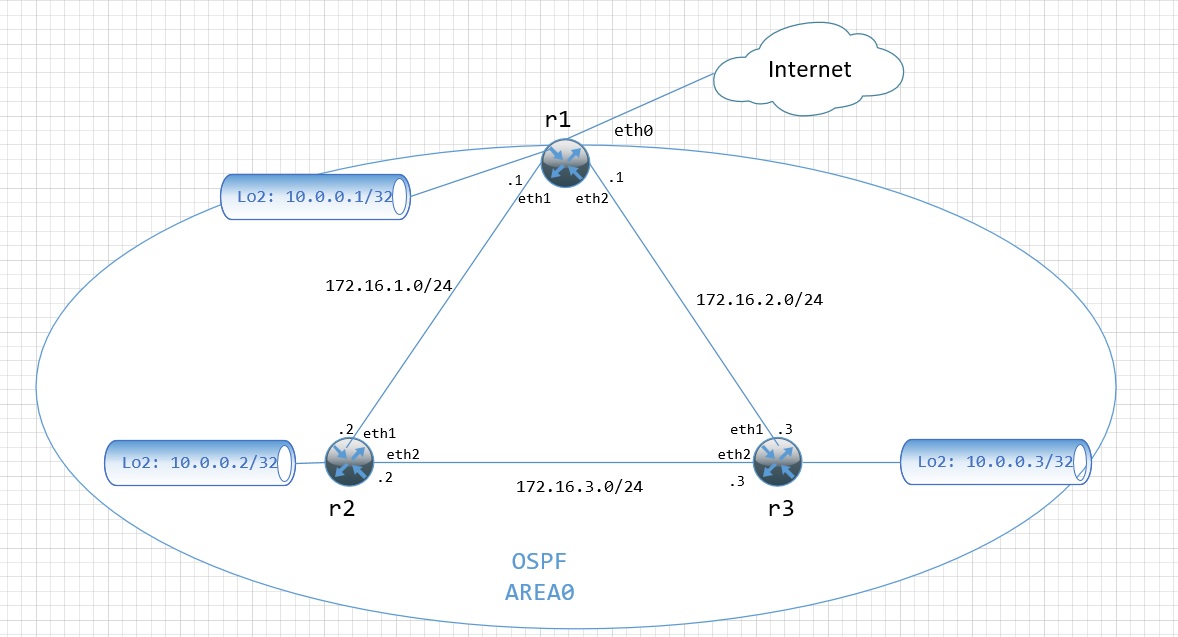 Internet
r1
eth0
Lo2: 10.0.0.1/32
.1
.1
eth1
eth2
172.16.1.0/24
172.16.2.0/24
.2
eth1
eth1
.3
eth2
eth2
Lo2: 10.0.0.2/32
Lo2: 10.0.0.3/32
.2
.3
172.16.3.0/24
r2
r3
OSPF
AREA0